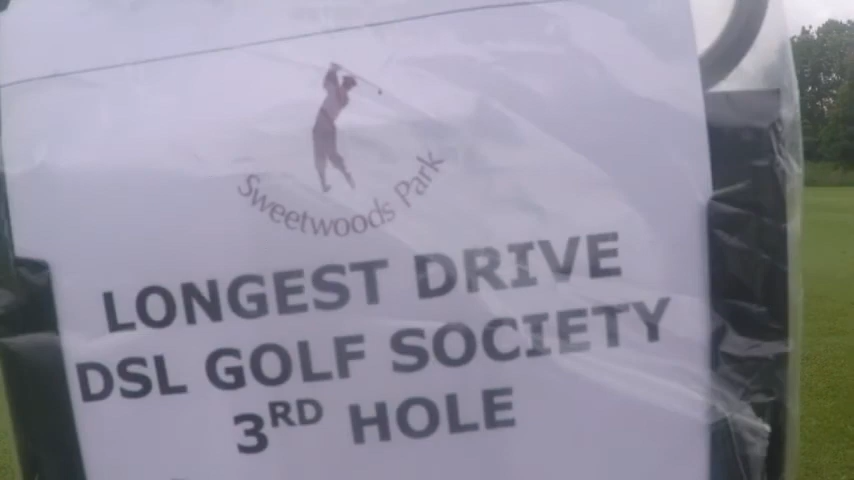 Sweetwoods Park
LONGEST DRIVE
DSL GOLF SOCIETY
3RD HOLE